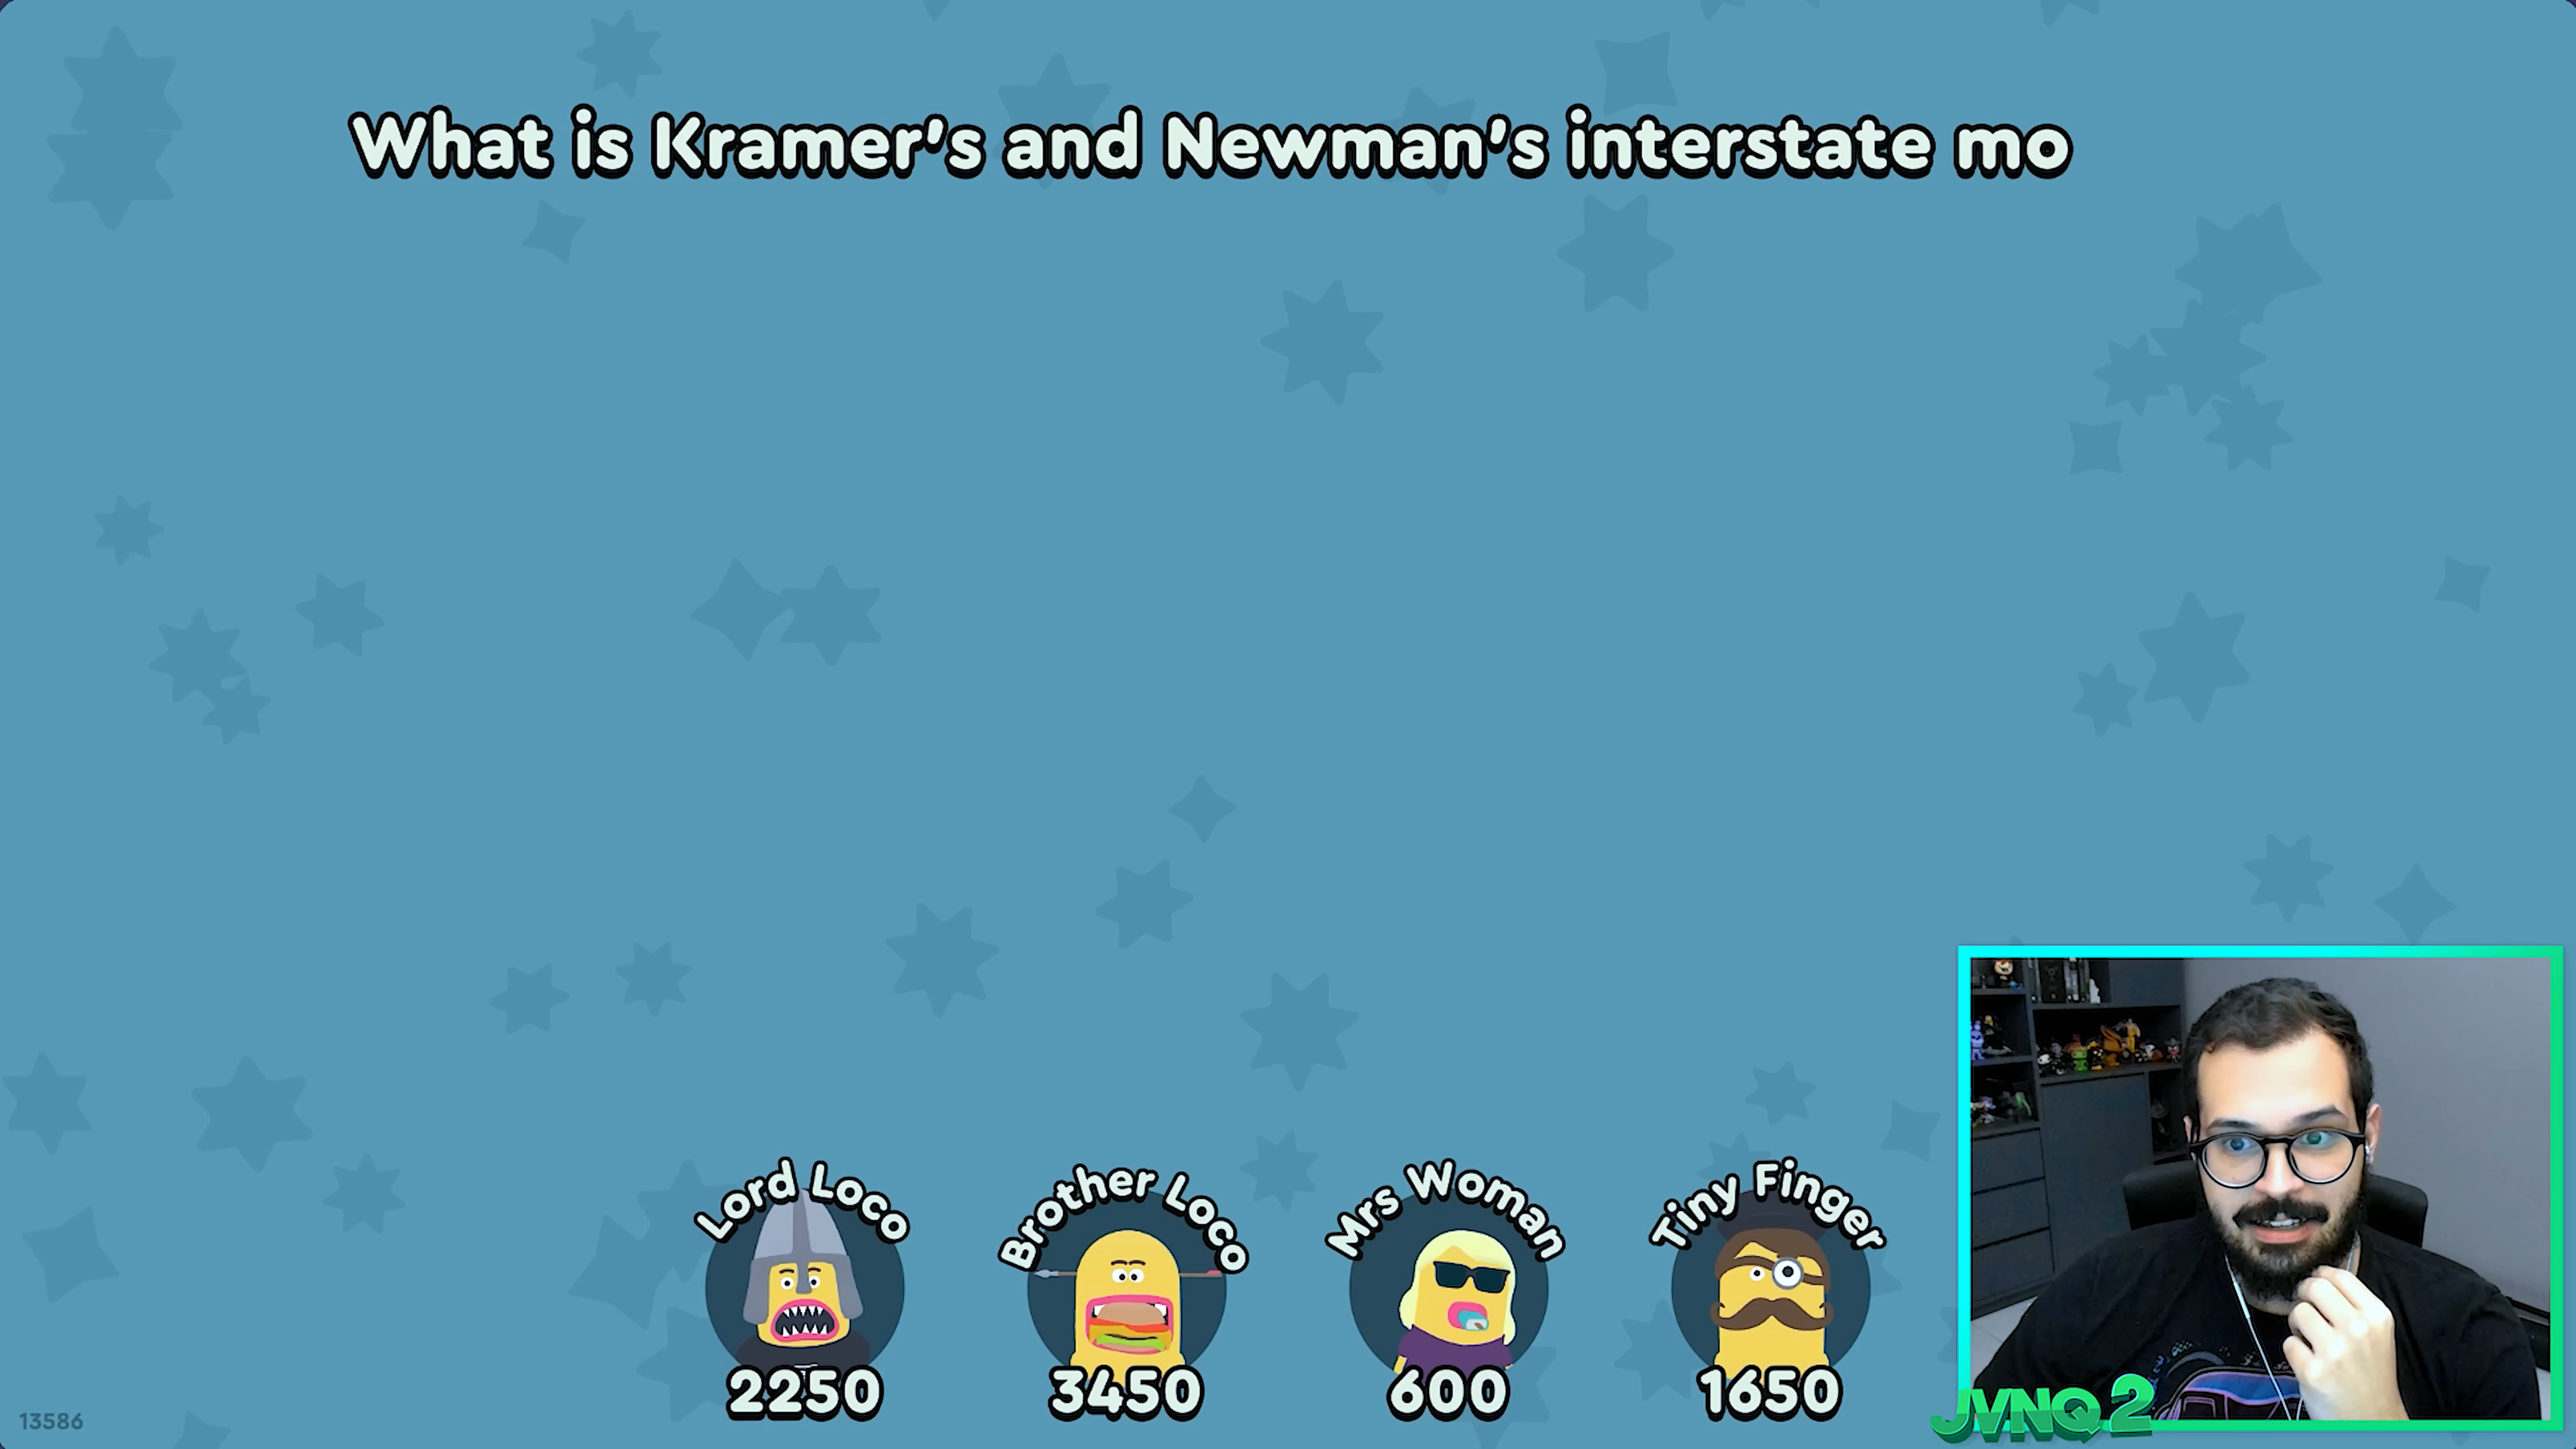 What is Kramer's and Newman's interstate mo
Lord Loco
Brother Loco
Mrs Woman
Tiny Finger
2250
3450
600
1650
13586
JVNQ 2